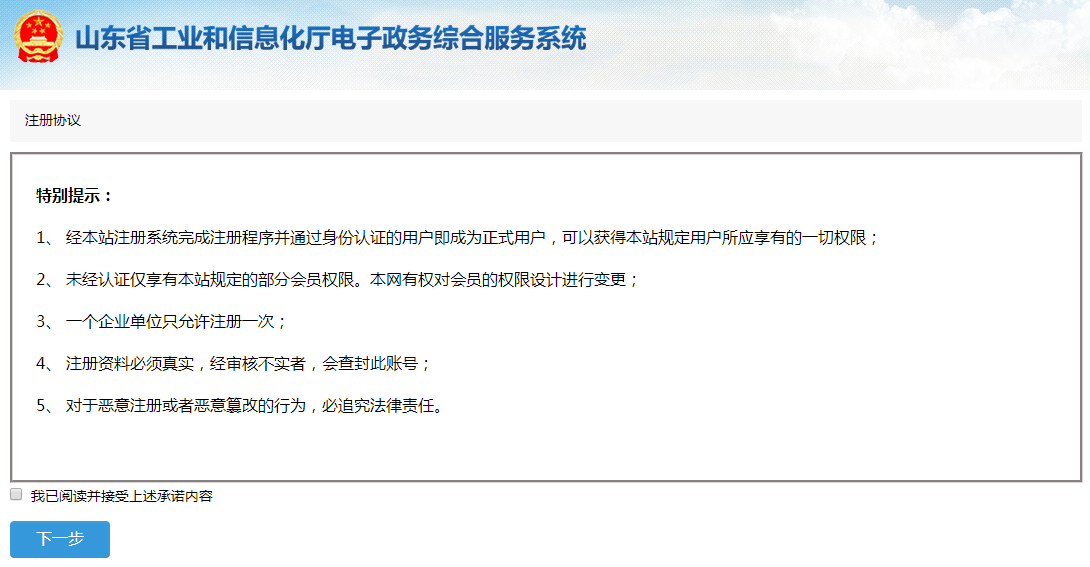 山东省工业和信息化厅电子政务综合服务系统
注册协议
特别提示：
1、 经本站注册系统完成注册程序并通过身份认证的用户即成为正式用户，可以获得本站规定用户所应享有的一切权限；
2、 未经认证仅享有本站规定的部分会员权限。本网有权对会员的权限设计进行变更；
3、 一个企业单位只允许注册一次；
4、 注册资料必须真实，经审核不实者，会查封此账号；
5、 对于恶意注册或者恶意篡改的行为，必追究法律责任。
我已阅读并接受上述承诺内容
下一步